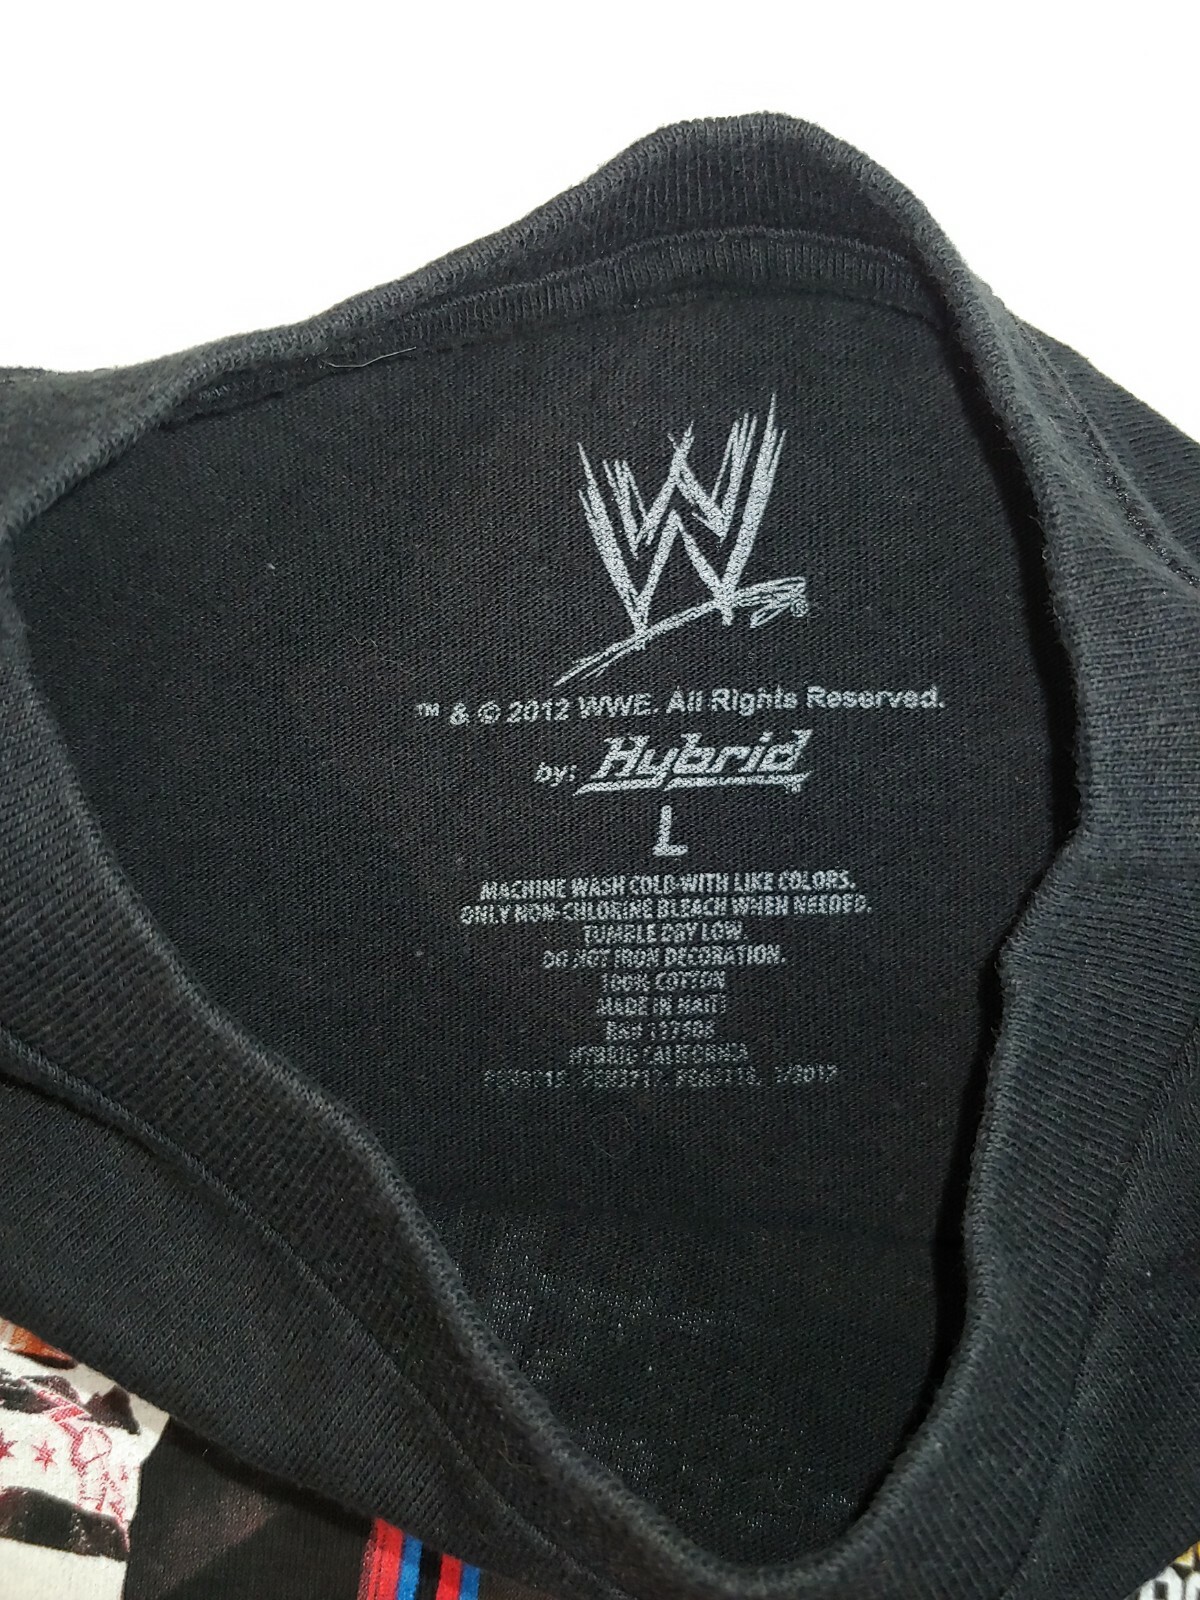 W
™ & © 2012 WWE. All Rights Reserved.
by: Hybrid
L
MACHINE WASH COLD WITH LIKE COLORS.
ONLY NON-CHLORINE BLEACH WHEN NEEDED.
TUMBLE DRY LOW.
DO NOT IRON DECORATION.
100% COTTON
MADE IN HAITI
HYBRID CALIFORNIA